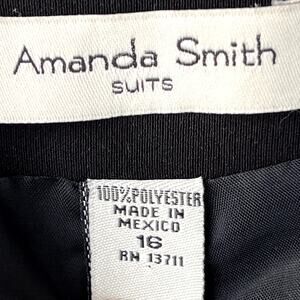 Amanda Smith
SUITS
100% POLYESTER
MADE IN
MEXICO
16
RN 13711